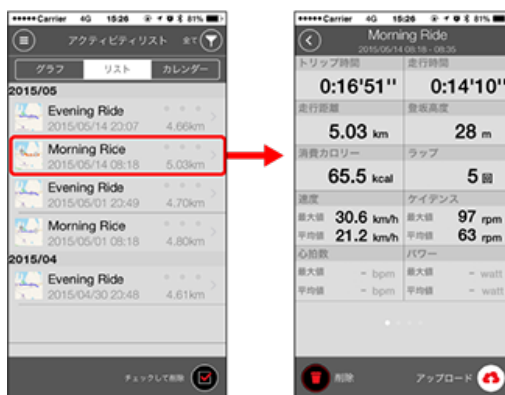 •••••Carrier 4G 15:26 81%
アクティビティリスト 全て
グラフ リスト カレンダー
2015/05
Evening Ride
2015/05/14 20:07 4.66km
Morning Rice
2015/05/14 08:18 5.03km
Evening Ride
2015/05/01 20:49 4.70km
Morning Rice
2015/05/01 08:18 4.80km
2015/04
Evening Ride
2015/04/30 20:48 4.61km
チェックして削除
•••••Carrier 4G 15:26 81%
Morning Ride
2015/05/14 08:18 - 08:35
トリップ時間 走行時間
0:16'51'' 0:14'10''
走行距離 登坂高度
5.03 km 28 m
消費カロリー ラップ
65.5 kcal 5 回
速度 ケイデンス
最大値 30.6 km/h 最大値 97 rpm
平均値 21.2 km/h 平均値 63 rpm
心拍数 パワー
最大値 - bpm 最大値 - watt
平均値 - bpm 平均値 - watt
削除 アップロード